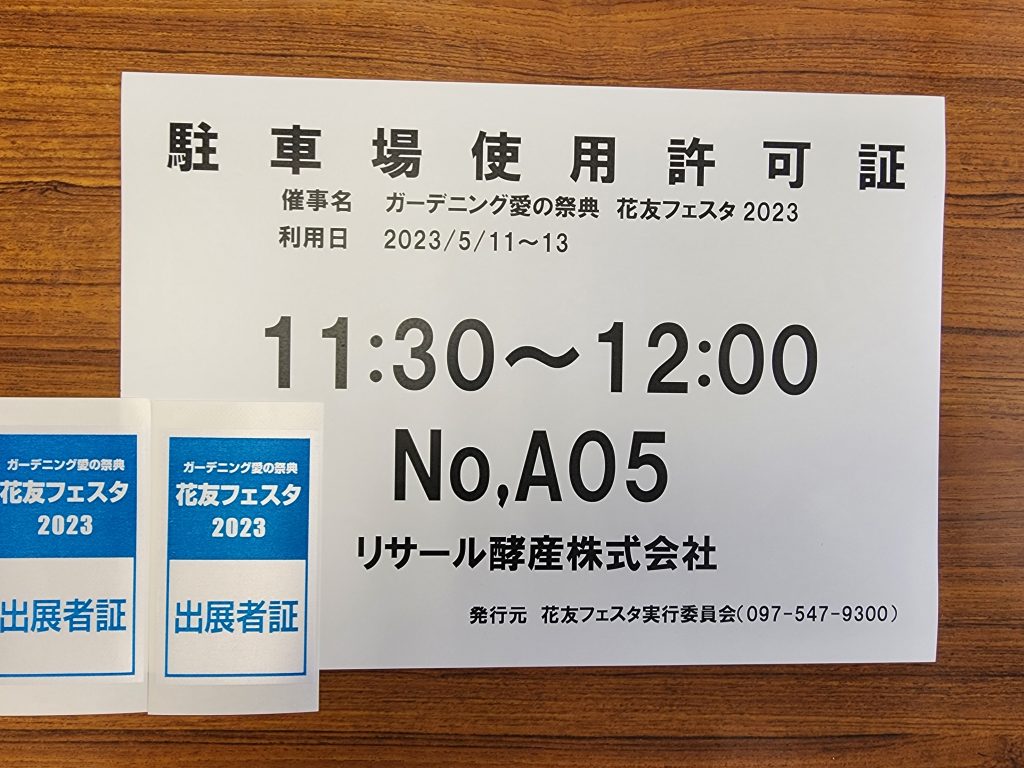 駐車場使用許可証
催事名 ガーデニング愛の祭典 花友フェスタ2023
利用日 2023/5/11～13
11:30～12:00
No,A05
リサール酵産株式会社
発行元 花友フェスタ実行委員会(097-547-9300)
ガーデニング愛の祭典
花友フェスタ
2023
出展者証
ガーデニング愛の祭典
花友フェスタ
2023
出展者証